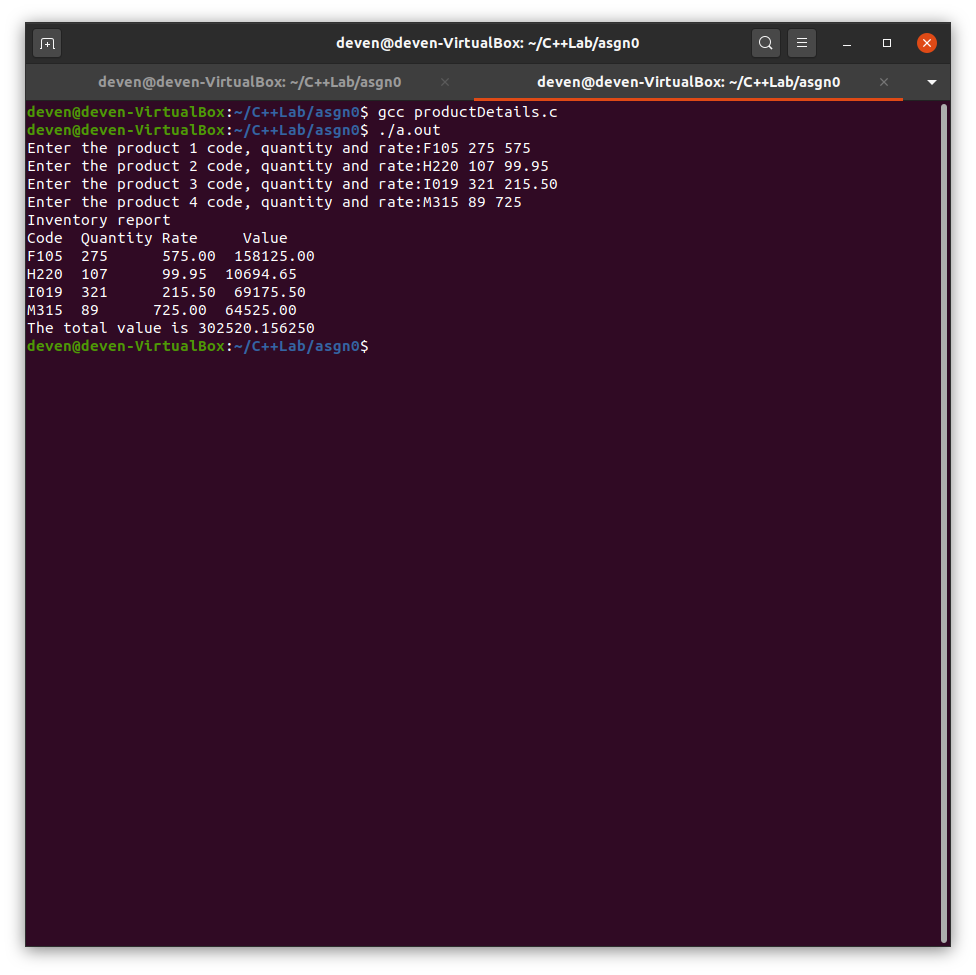 deven@deven-VirtualBox: ~/C++Lab/asgn0
deven@deven-VirtualBox: ~/C++Lab/asgn0 deven@deven-VirtualBox: ~/C++Lab/asgn0
deven@deven-VirtualBox:~/C++Lab/asgn0$ gcc productDetails.c
deven@deven-VirtualBox:~/C++Lab/asgn0$ ./a.out
Enter the product 1 code, quantity and rate:F105 275 575
Enter the product 2 code, quantity and rate:H220 107 99.95
Enter the product 3 code, quantity and rate:I019 321 215.50
Enter the product 4 code, quantity and rate:M315 89 725
Inventory report
Code  Quantity Rate     Value
F105  275      575.00  158125.00
H220  107      99.95  10694.65
I019  321      215.50  69175.50
M315  89      725.00  64525.00
The total value is 302520.156250
deven@deven-VirtualBox:~/C++Lab/asgn0$